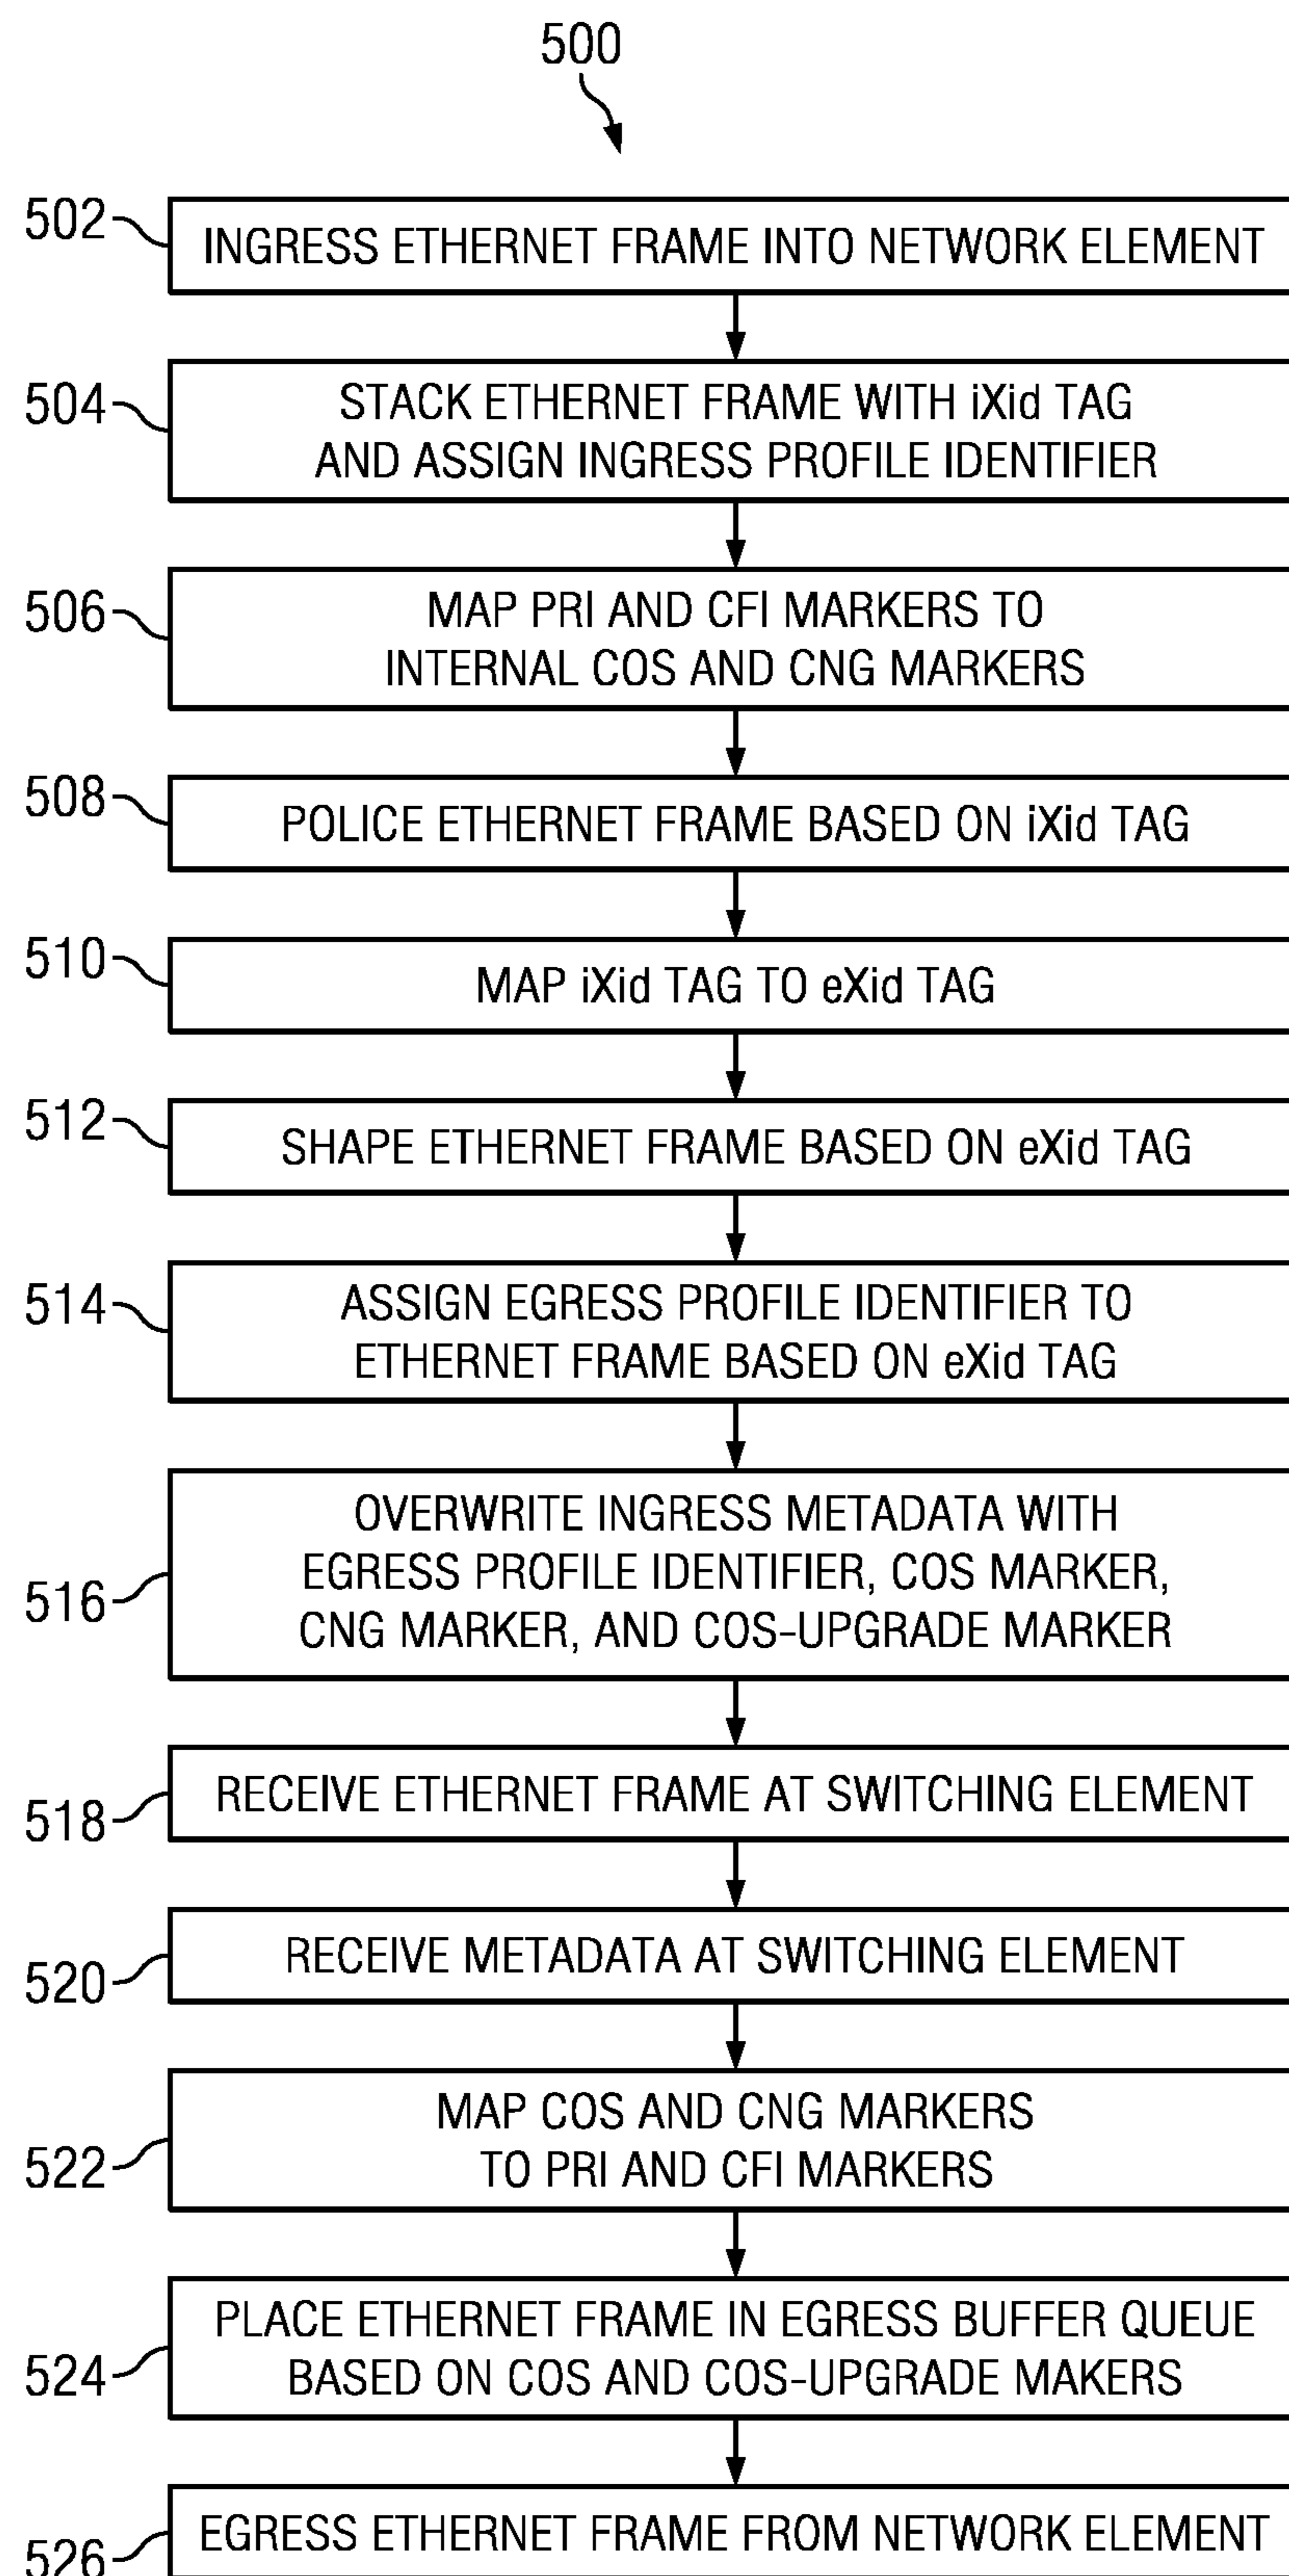 500
502
INGRESS ETHERNET FRAME INTO NETWORK ELEMENT
504
STACK ETHERNET FRAME WITH iXid TAG
AND ASSIGN INGRESS PROFILE IDENTIFIER
506
MAP PRI AND CFI MARKERS TO
INTERNAL COS AND CNG MARKERS
508
POLICE ETHERNET FRAME BASED ON iXid TAG
510
MAP iXid TAG TO eXid TAG
512
SHAPE ETHERNET FRAME BASED ON eXid TAG
514
ASSIGN EGRESS PROFILE IDENTIFIER TO
ETHERNET FRAME BASED ON eXid TAG
516
OVERWRITE INGRESS METADATA WITH
EGRESS PROFILE IDENTIFIER, COS MARKER,
CNG MARKER, AND COS-UPGRADE MARKER
518
RECEIVE ETHERNET FRAME AT SWITCHING ELEMENT
520
RECEIVE METADATA AT SWITCHING ELEMENT
522
MAP COS AND CNG MARKERS
TO PRI AND CFI MARKERS
524
PLACE ETHERNET FRAME IN EGRESS BUFFER QUEUE
BASED ON COS AND COS-UPGRADE MAKERS
526
EGRESS ETHERNET FRAME FROM NETWORK ELEMENT